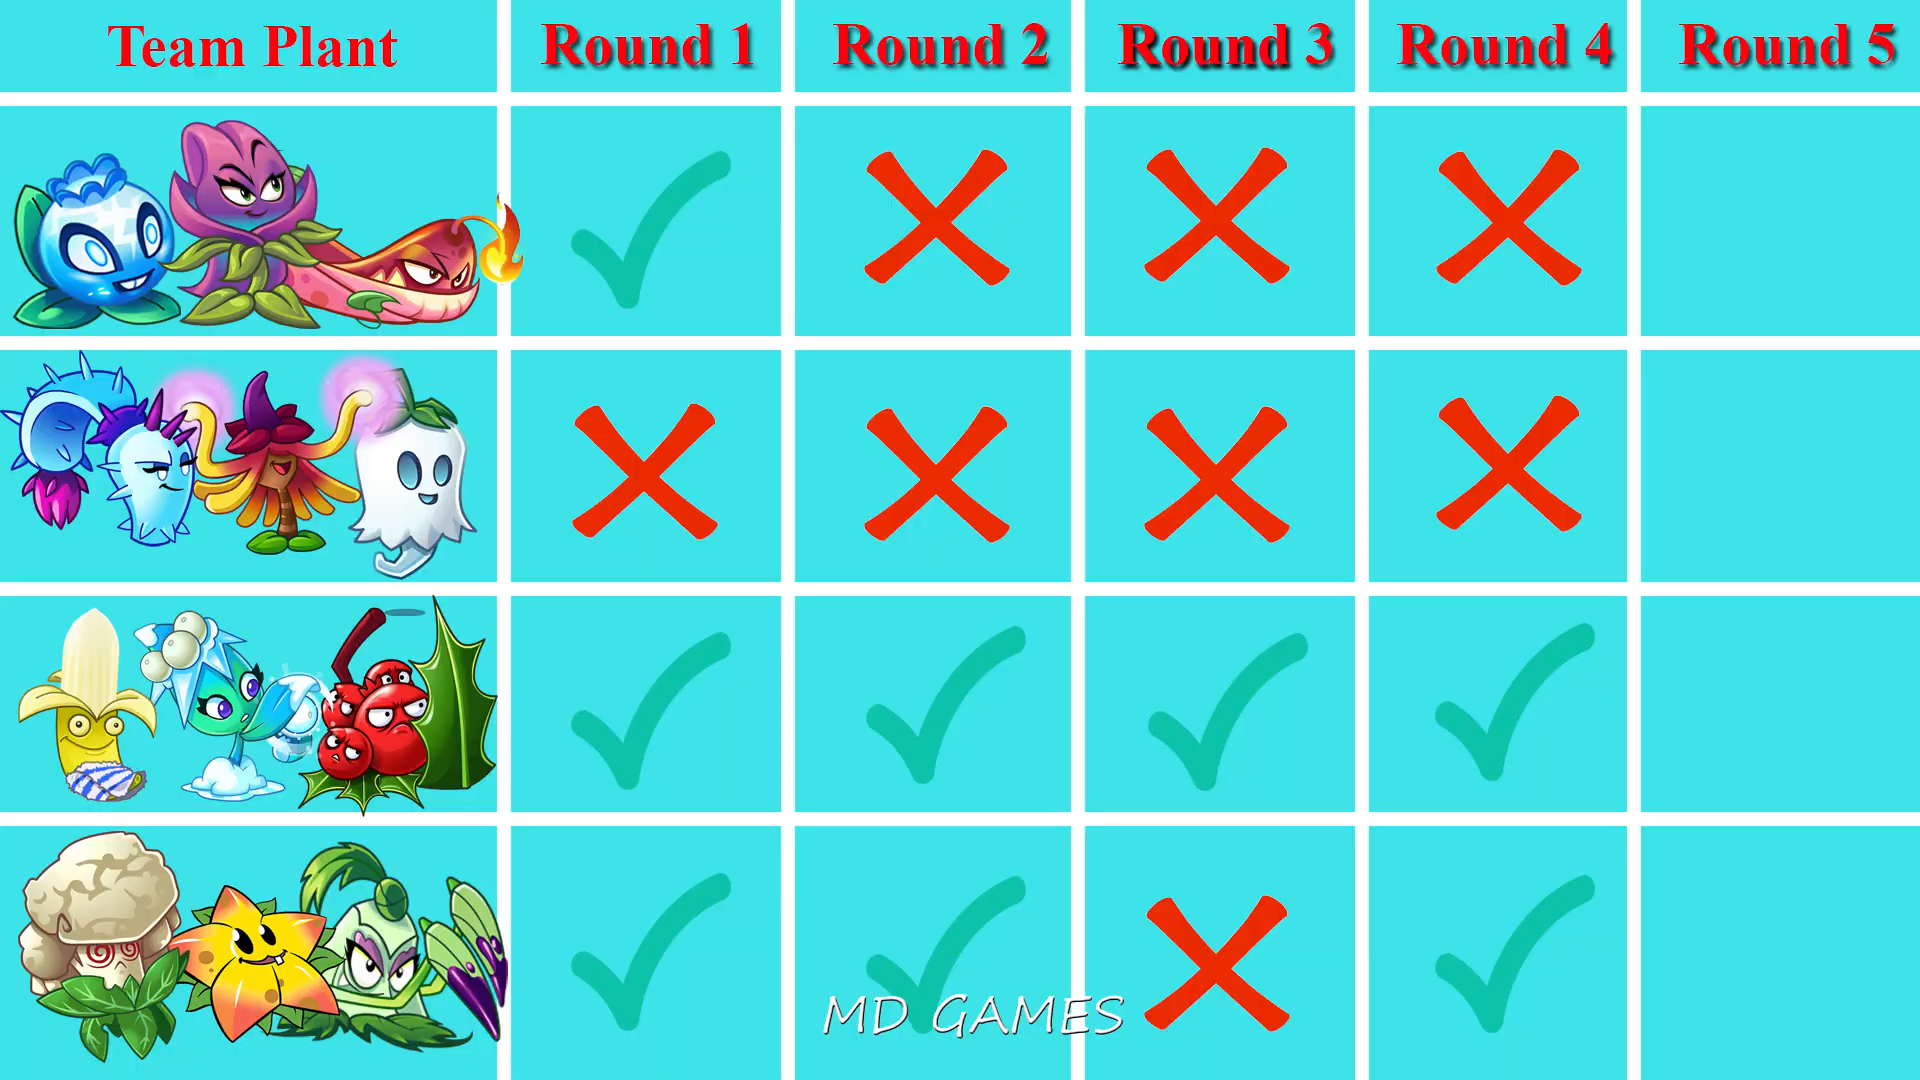 Team Plant
Round 1
Round 2
Round 3
Round 4
Round 5
MD GAMES